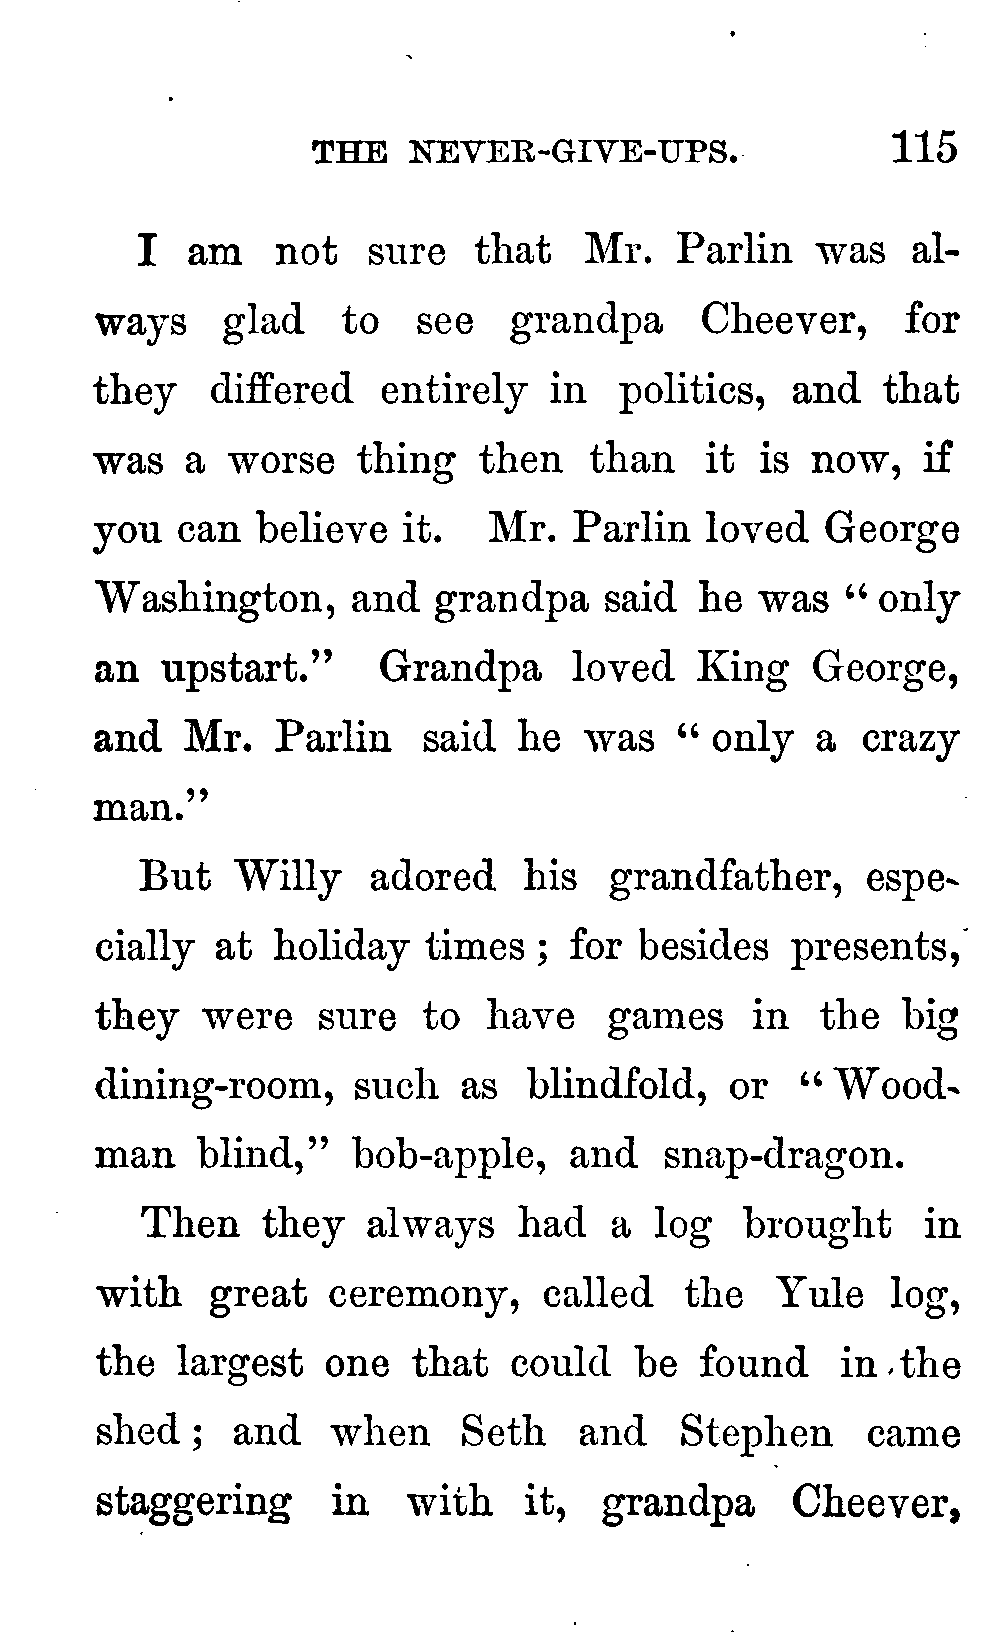 THE NEVER-GIVE-UPS. 115
I am not sure that Mr. Parlin was al-
ways glad to see grandpa Cheever, for
they differed entirely in politics, and that
was a worse thing then than it is now, if
you can believe it. Mr. Parlin loved George
Washington, and grandpa said he was “ only
an upstart.” Grandpa loved King George,
and Mr. Parlin said he was “ only a crazy
man.”
But Willy adored his grandfather, espe-
cially at holiday times ; for besides presents,
they were sure to have games in the big
dining-room, such as blindfold, or “ Wood-
man blind,” bob-apple, and snap-dragon.
Then they always had a log brought in
with great ceremony, called the Yule log,
the largest one that could be found in the
shed ; and when Seth and Stephen came
staggering in with it, grandpa Cheever,